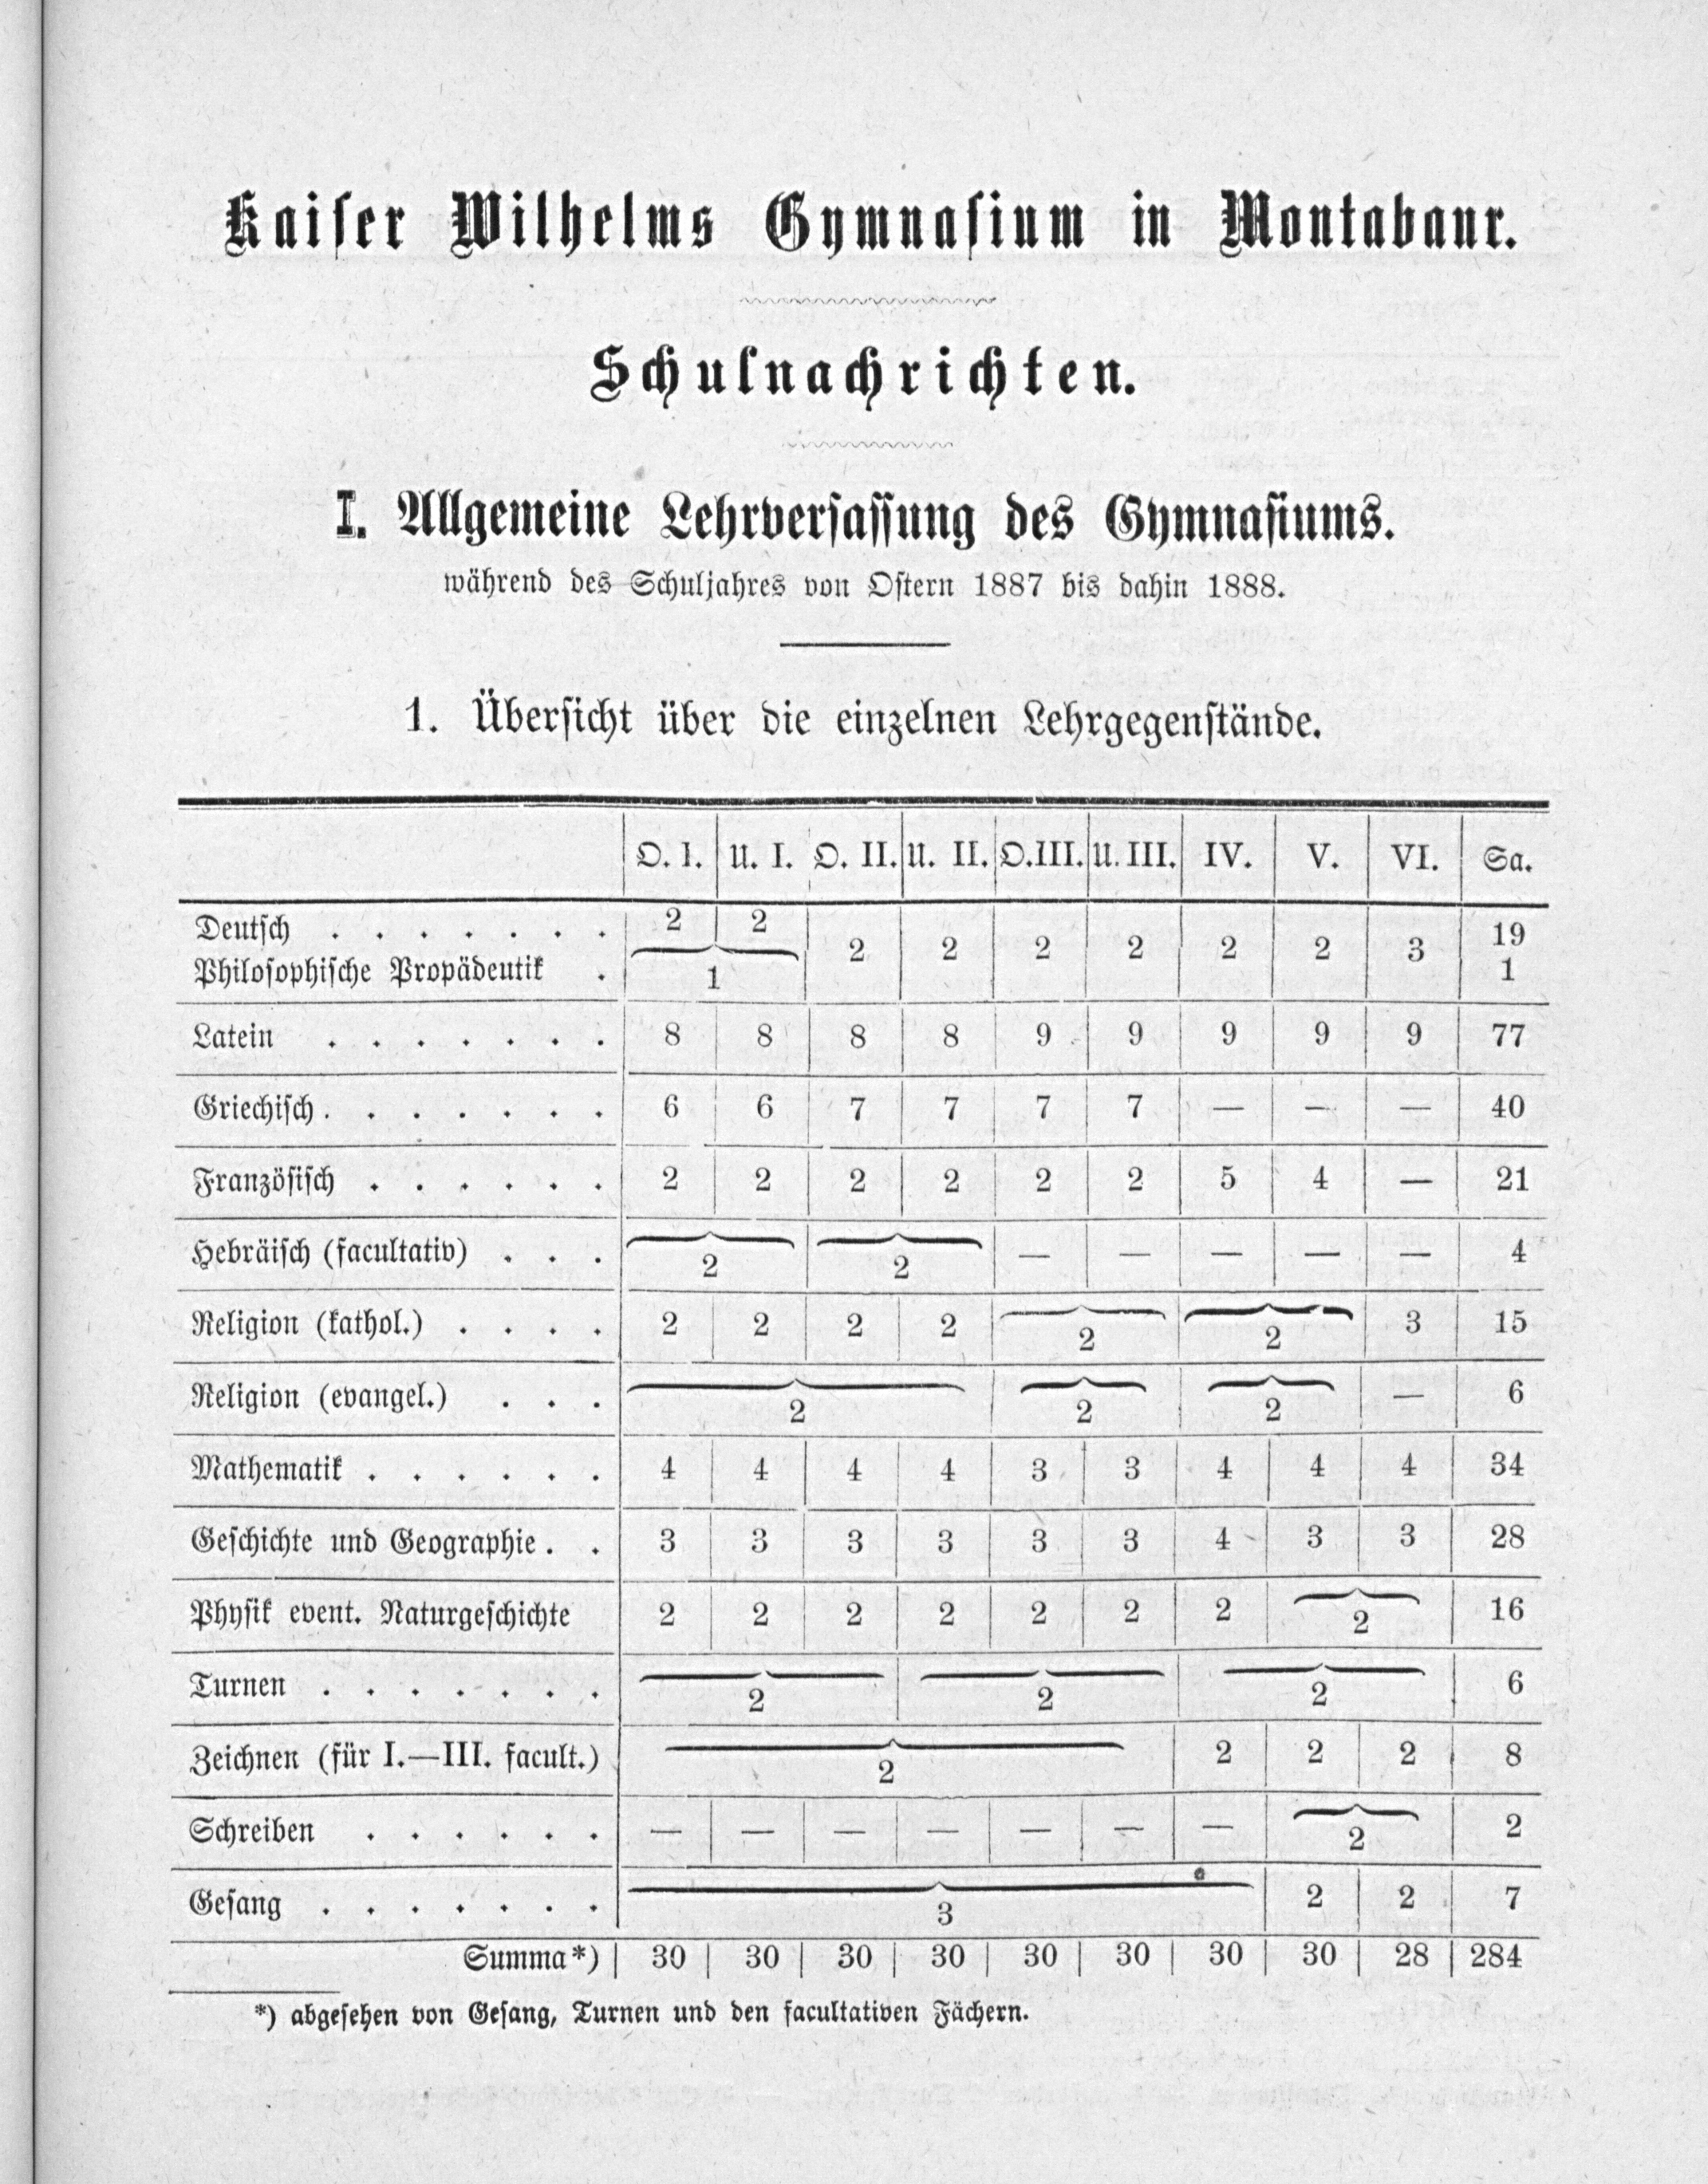 Kaiser Wilhelms Gymnasium in Montabaur.
Schulnachrichten.
I. Allgemeine Lehrverfassung des Gymnasiums.
während des Schuljahres von Ostern 1887 bis dahin 1888.
1. Übersicht über die einzelnen Lehrgegenstände.
O. I. U. I. O. II. U. II. O.III. U. III. IV. V. VI. Sa.
Deutsch . . . . . . . 2 2 2 2 2 2 2 2 3 19
Philosophische Propädeutik . 1 1
Latein . . . . . . . 8 8 8 8 9 9 9 9 9 77
Griechisch . . . . . . . 6 6 7 7 7 7 — — — 40
Französisch . . . . . . 2 2 2 2 2 2 5 4 — 21
Hebräisch (facultativ) . . . 2 2 — — — — — 4
Religion (kathol.) . . . . 2 2 2 2 2 2 3 15
Religion (evangel.) . . . 2 2 2 — 6
Mathematik . . . . . . 4 4 4 4 3 3 4 4 4 34
Geschichte und Geographie . . 3 3 3 3 3 3 4 3 3 28
Physik event. Naturgeschichte 2 2 2 2 2 2 2 2 16
Turnen . . . . . . . 2 2 2 6
Zeichnen (für I.—III. facult.) 2 2 2 2 8
Schreiben . . . . . . — — — — — — — 2 2
Gesang . . . . . . . 3 2 2 7
Summa*) 30 30 30 30 30 30 30 30 28 284
*) abgesehen von Gesang, Turnen und den facultativen Fächern.